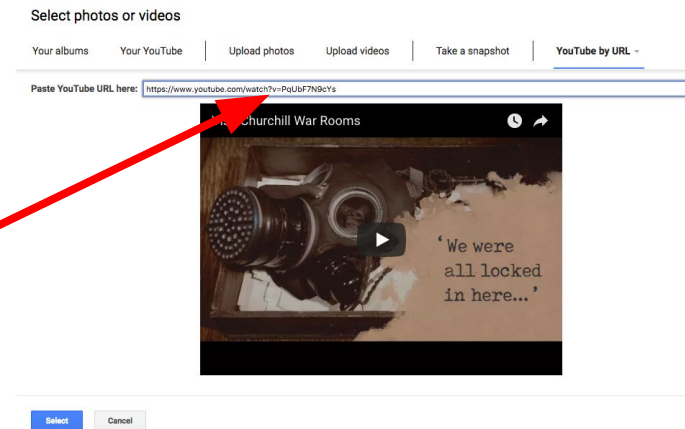 Select photos or videos
Your albums Your YouTube Upload photos Upload videos Take a snapshot YouTube by URL
Paste YouTube URL here: https://www.youtube.com/watch?v=PqUbF7N9cYs
Churchill War Rooms
‘We were
all locked
in here...’
Select Cancel